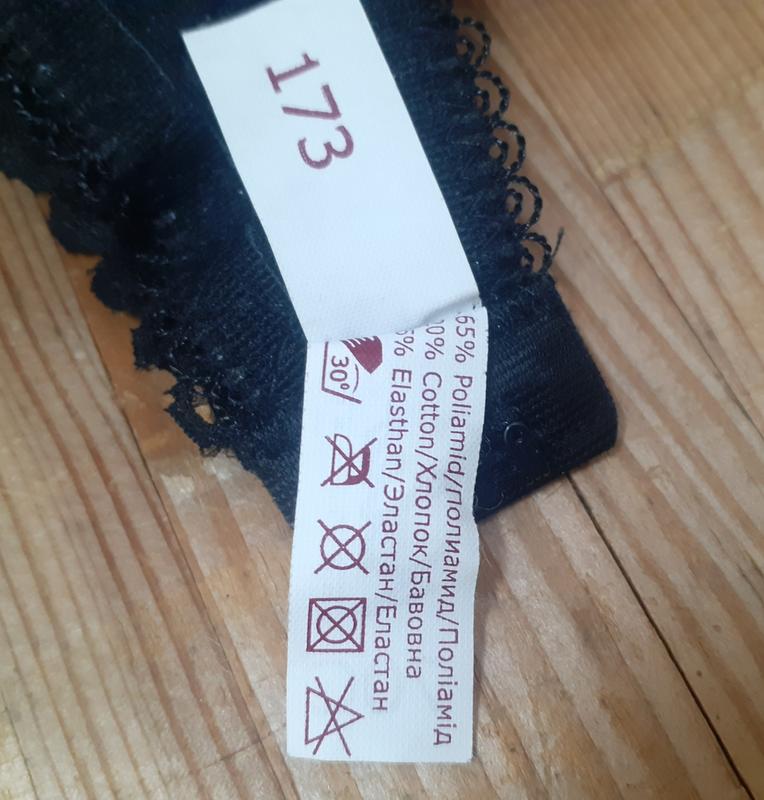 173
65% Poliamid/полиамид/Поліамід
0% Cotton/Хлопок/Бавовна
5% Elasthan/Эластан/Еластан
30°